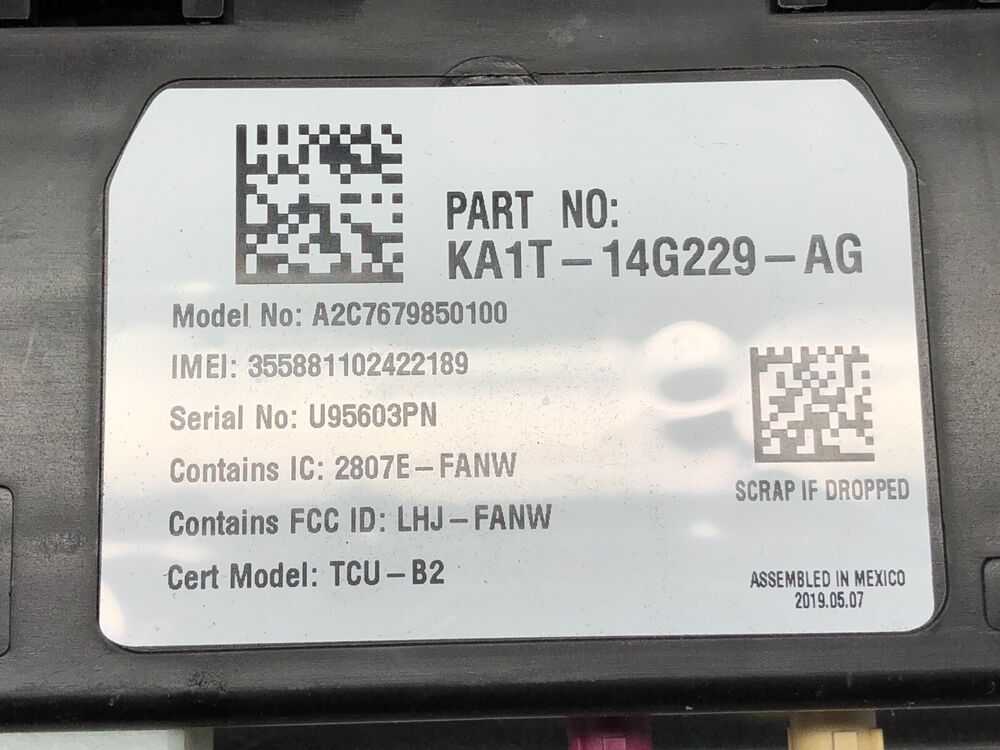 PART NO:
KA1T-14G229-AG
Model No: A2C7679850100
IMEI: 355881102422189
Serial No: U95603PN
Contains IC: 2807E-FANW
Contains FCC ID: LHJ-FANW
Cert Model: TCU-B2
SCRAP IF DROPPED
ASSEMBLED IN MEXICO
2019.05.07